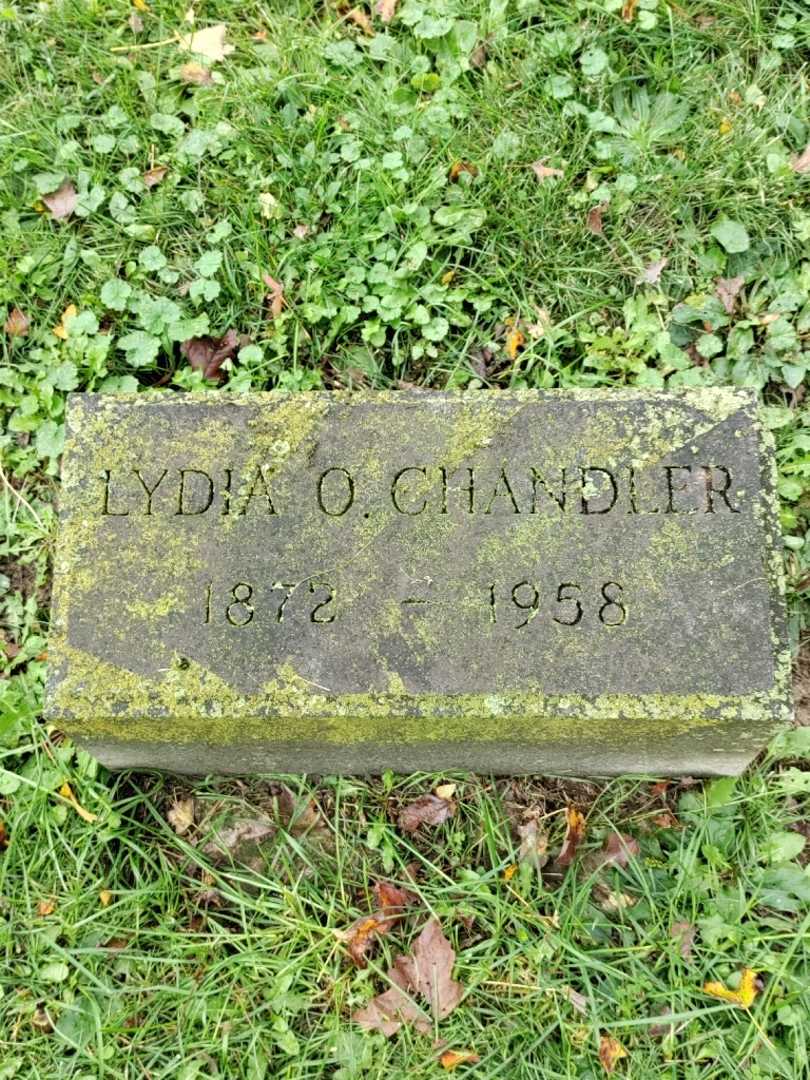 LYDIA O. CHANDLER
1872 - 1958